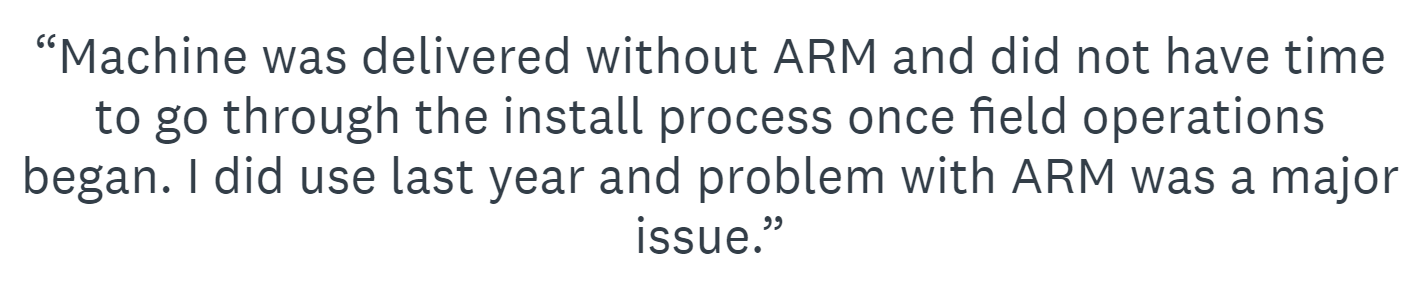 “Machine was delivered without ARM and did not have time
to go through the install process once field operations
began. I did use last year and problem with ARM was a major
issue.”